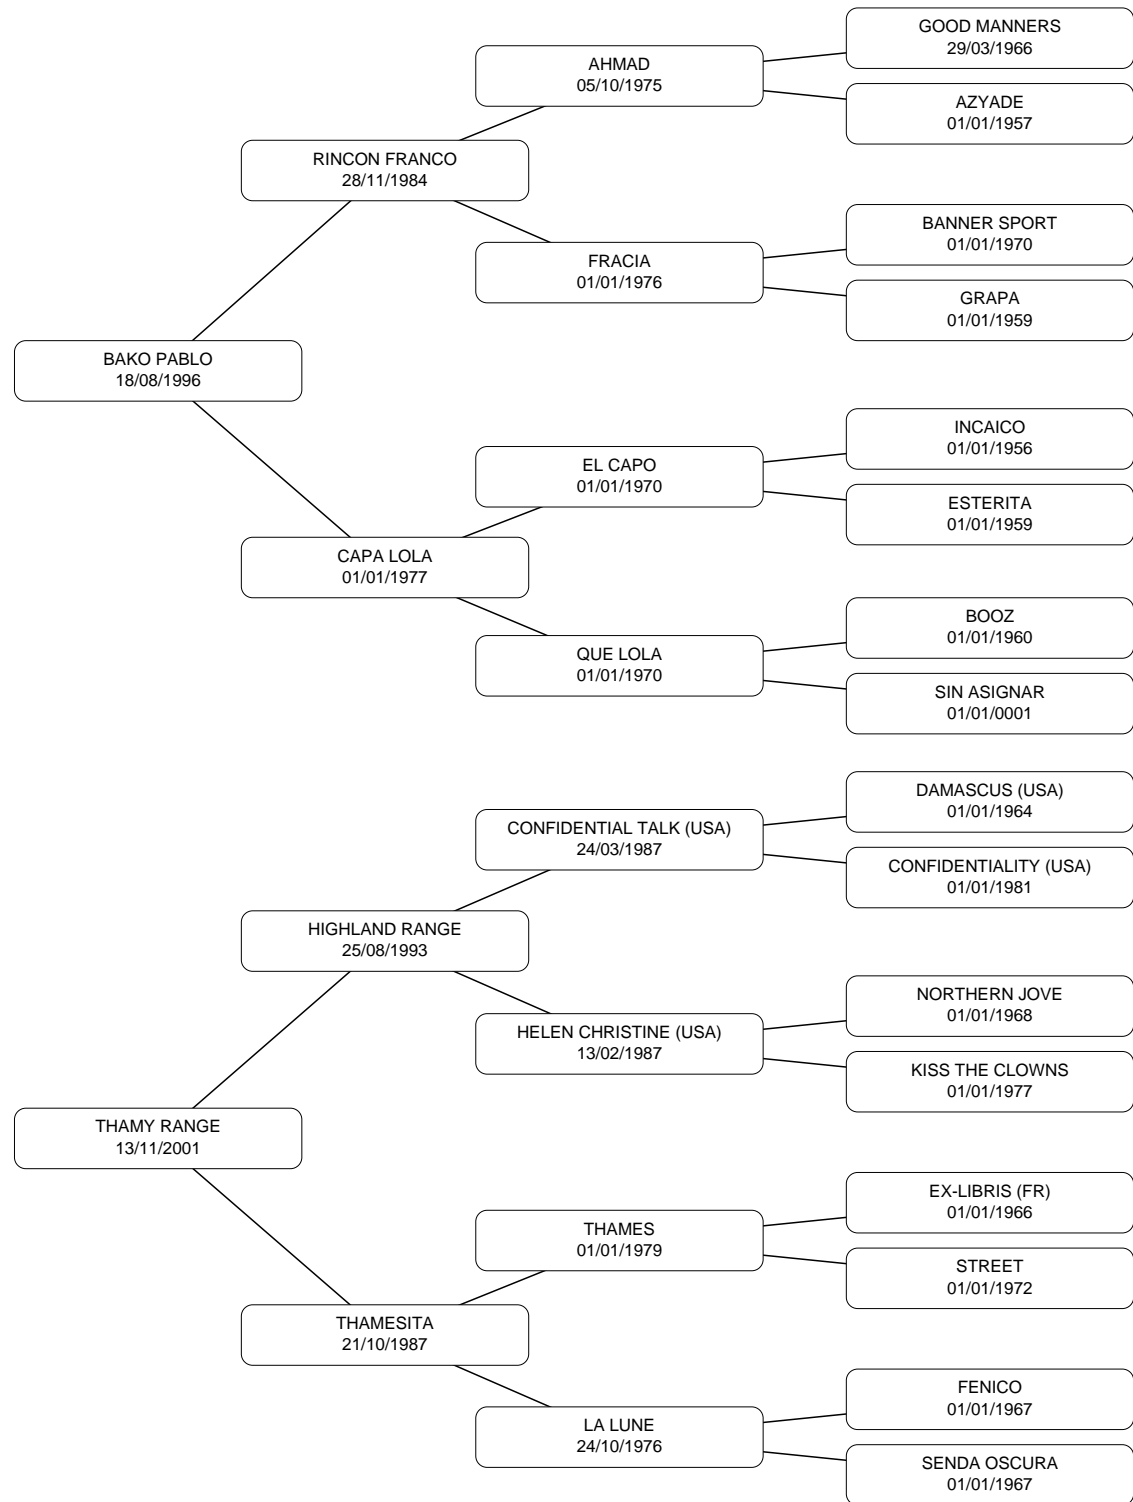 GOOD MANNERS
29/03/1966
AHMAD
05/10/1975
AZYADE
01/01/1957
RINCON FRANCO
28/11/1984
BANNER SPORT
01/01/1970
FRACIA
01/01/1976
GRAPA
01/01/1959
BAKO PABLO
18/08/1996
INCAICO
01/01/1956
EL CAPO
01/01/1970
ESTERITA
01/01/1959
CAPA LOLA
01/01/1977
BOOZ
01/01/1960
QUE LOLA
01/01/1970
SIN ASIGNAR
01/01/0001
DAMASCUS (USA)
01/01/1964
CONFIDENTIAL TALK (USA)
24/03/1987
CONFIDENTIALITY (USA)
01/01/1981
HIGHLAND RANGE
25/08/1993
NORTHERN JOVE
01/01/1968
HELEN CHRISTINE (USA)
13/02/1987
KISS THE CLOWNS
01/01/1977
THAMY RANGE
13/11/2001
EX-LIBRIS (FR)
01/01/1966
THAMES
01/01/1979
STREET
01/01/1972
THAMESITA
21/10/1987
FENICO
01/01/1967
LA LUNE
24/10/1976
SENDA OSCURA
01/01/1967